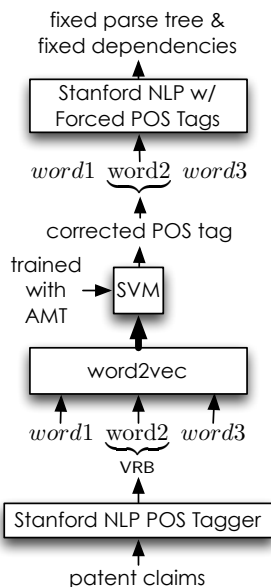 fixed parse tree &
fixed dependencies
Stanford NLP w/
Forced POS Tags
word1 word2 word3
corrected POS tag
trained
with
AMT
SVM
word2vec
word1 word2 word3
VRB
Stanford NLP POS Tagger
patent claims